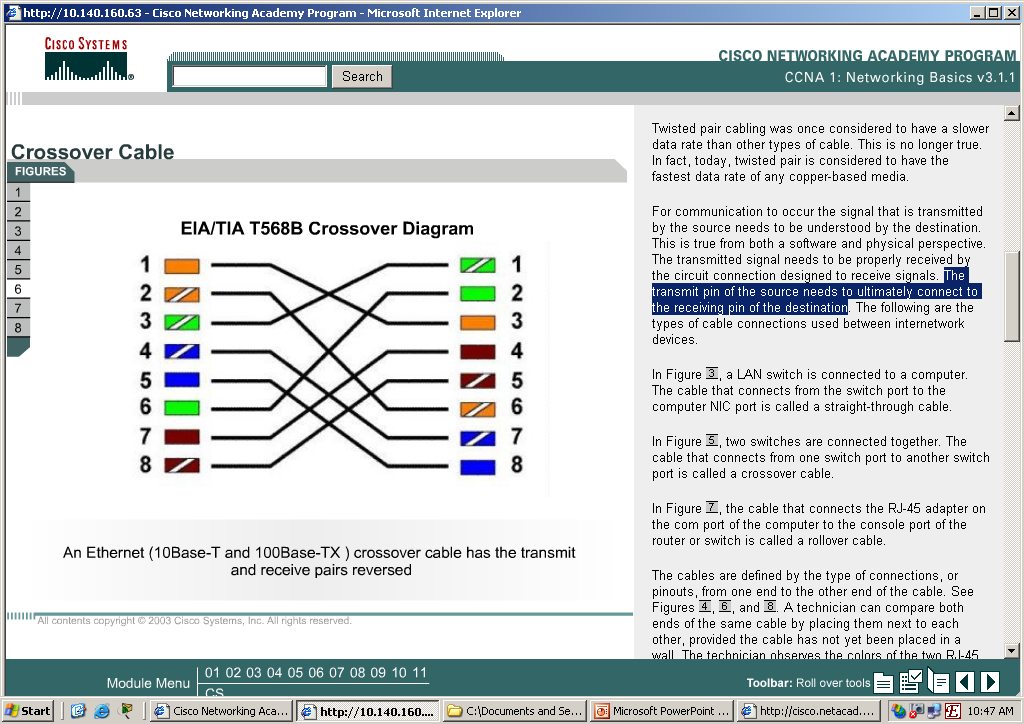 http://10.140.160.63 - Cisco Networking Academy Program - Microsoft Internet Explorer
CISCO SYSTEMS
Search
CISCO NETWORKING ACADEMY PROGRAM
CCNA 1: Networking Basics v3.1.1
Crossover Cable
FIGURES
1
2
3
4
5
6
7
8
EIA/TIA T568B Crossover Diagram
1 1
2 2
3 3
4 4
5 5
6 6
7 7
8 8
An Ethernet (10Base-T and 100Base-TX ) crossover cable has the transmit
and receive pairs reversed
All contents copyright © 2003 Cisco Systems, Inc. All rights reserved.
Twisted pair cabling was once considered to have a slower
data rate than other types of cable. This is no longer true.
In fact, today, twisted pair is considered to have the
fastest data rate of any copper-based media.
For communication to occur the signal that is transmitted
by the source needs to be understood by the destination.
This is true from both a software and physical perspective.
The transmitted signal needs to be properly received by
the circuit connection designed to receive signals. The
transmit pin of the source needs to ultimately connect to
the receiving pin of the destination. The following are the
types of cable connections used between internetwork
devices.
In Figure 3, a LAN switch is connected to a computer.
The cable that connects from the switch port to the
computer NIC port is called a straight-through cable.
In Figure 5, two switches are connected together. The
cable that connects from one switch port to another switch
port is called a crossover cable.
In Figure 7, the cable that connects the RJ-45 adapter on
the com port of the computer to the console port of the
router or switch is called a rollover cable.
The cables are defined by the type of connections, or
pinouts, from one end to the other end of the cable. See
Figures 4, 6, and 8. A technician can compare both
ends of the same cable by placing them next to each
other, provided the cable has not yet been placed in a
wall. The technician observes the colors of the two RJ-45
Module Menu
01 02 03 04 05 06 07 08 09 10 11
CS
Toolbar: Roll over tools
Start
Cisco Networking Aca...
http://10.140.160....
C:\Documents and Se...
Microsoft PowerPoint ...
http://cisco.netacad....
10:47 AM